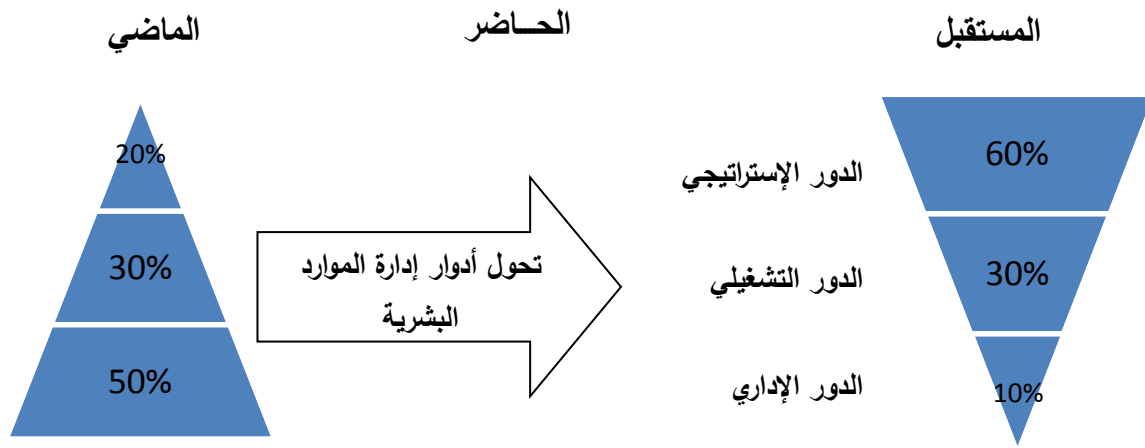 الماضي
الحـــاضر
المستقبل
20%
30%
50%
تحول أدوار إدارة الموارد
البشرية
الدور الإستراتيجي
الدور التشغيلي
الدور الإداري
60%
30%
10%